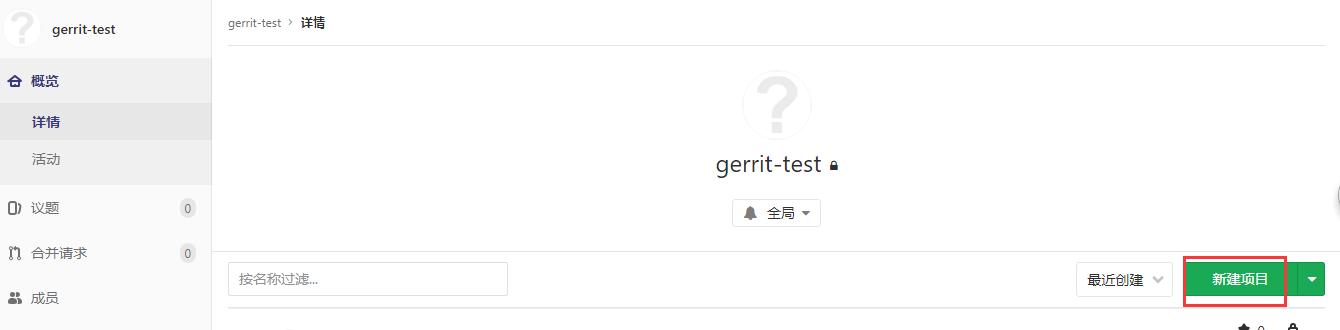 gerrit-test
gerrit-test › 详情
概览
详情
活动
议题 0
合并请求 0
成员
gerrit-test
全局
按名称过滤...
最近创建
新建项目